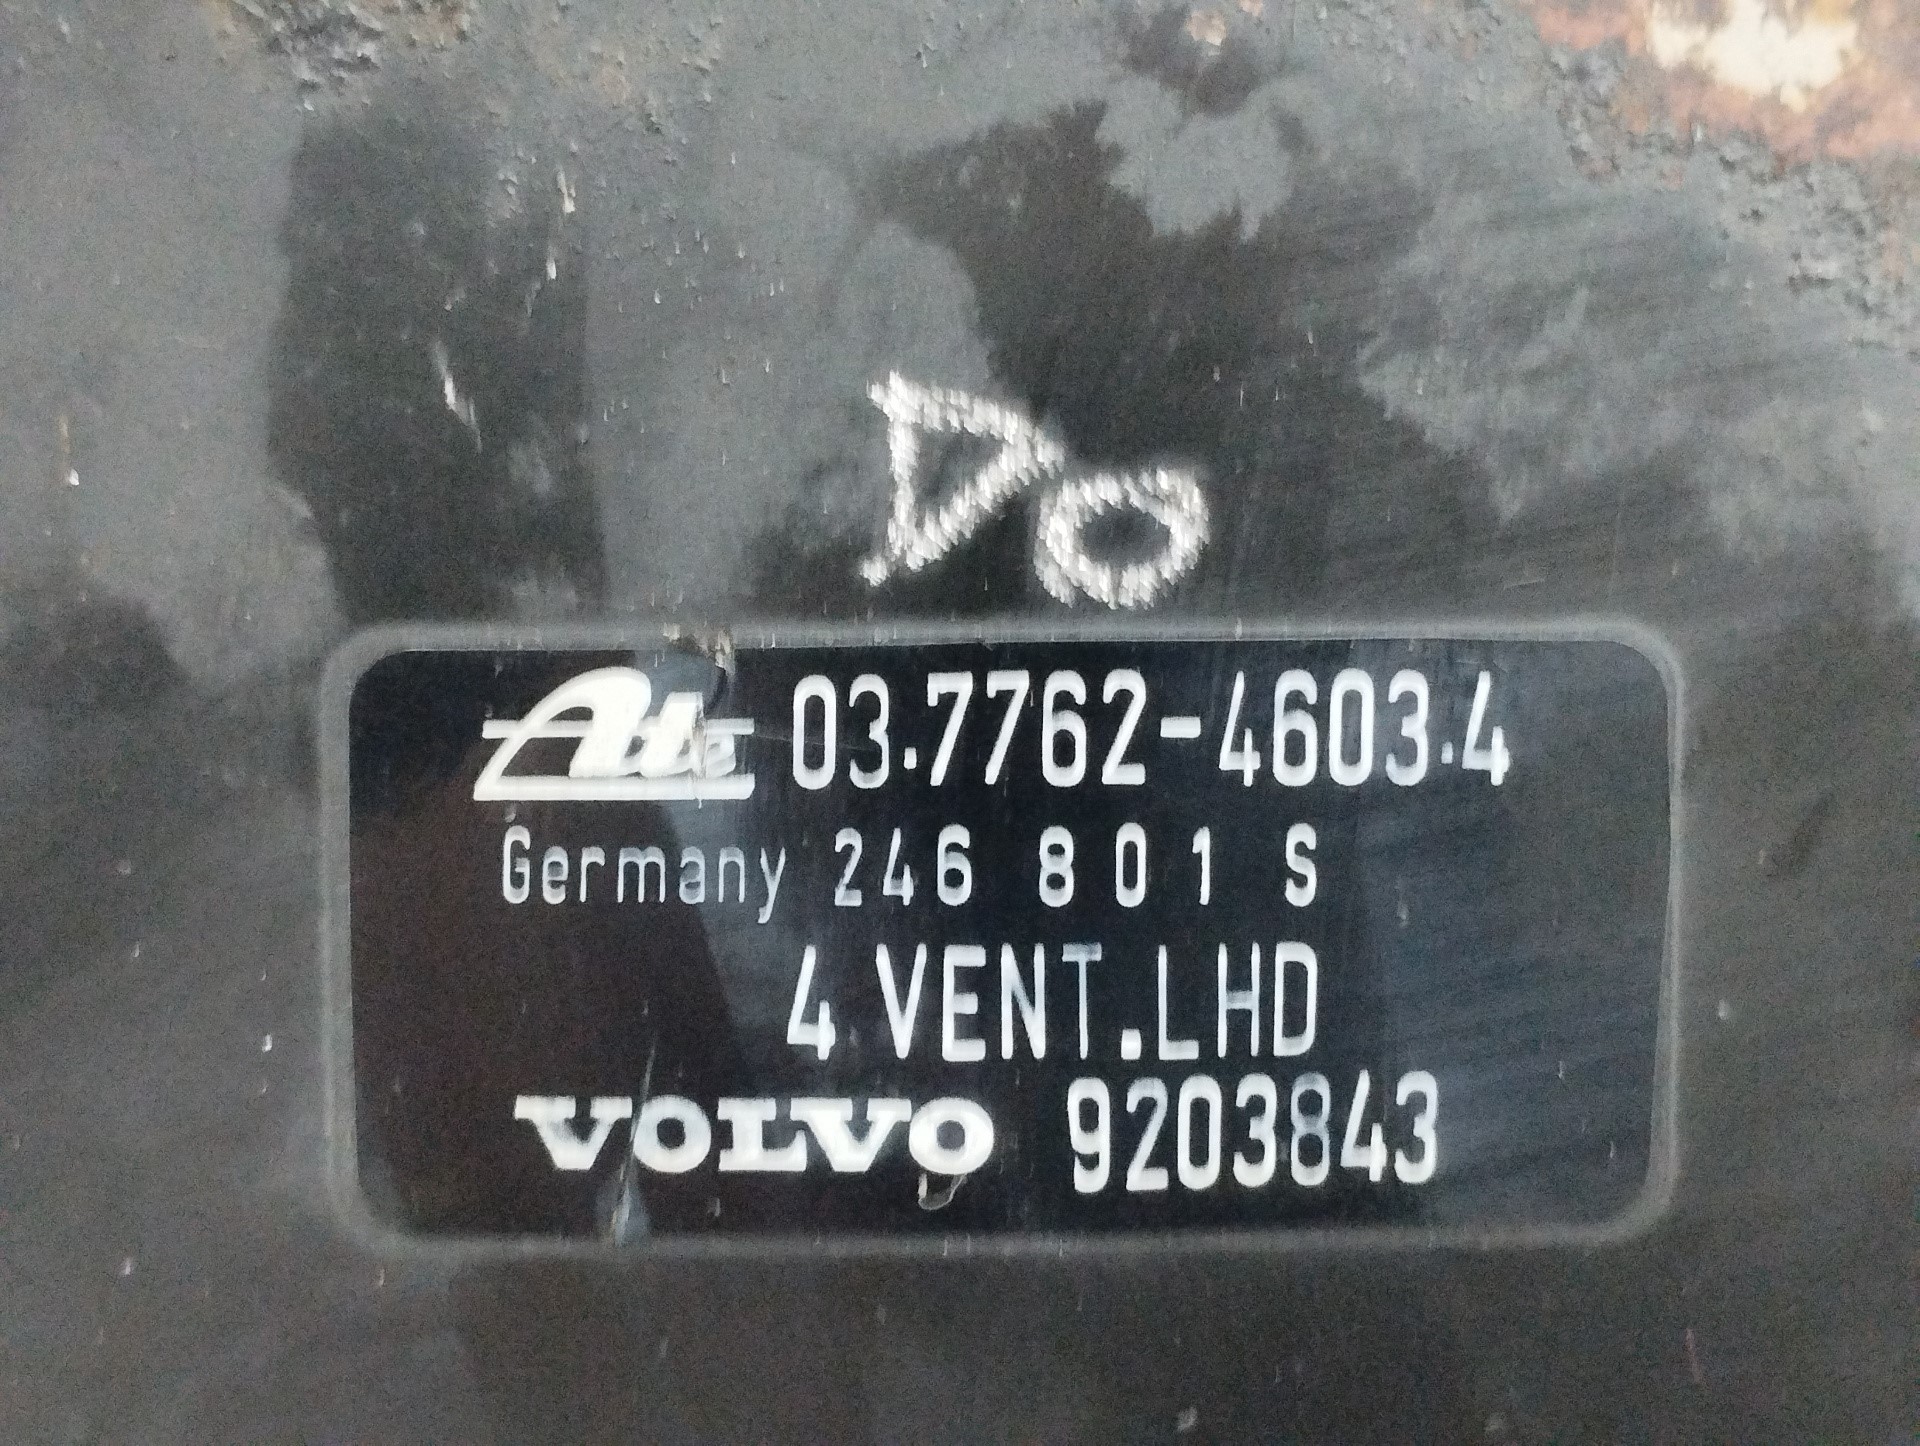 DO
Ate 03.7762-4603.4
Germany 246 801 S
4 VENT.LHD
VOLVO 9203843